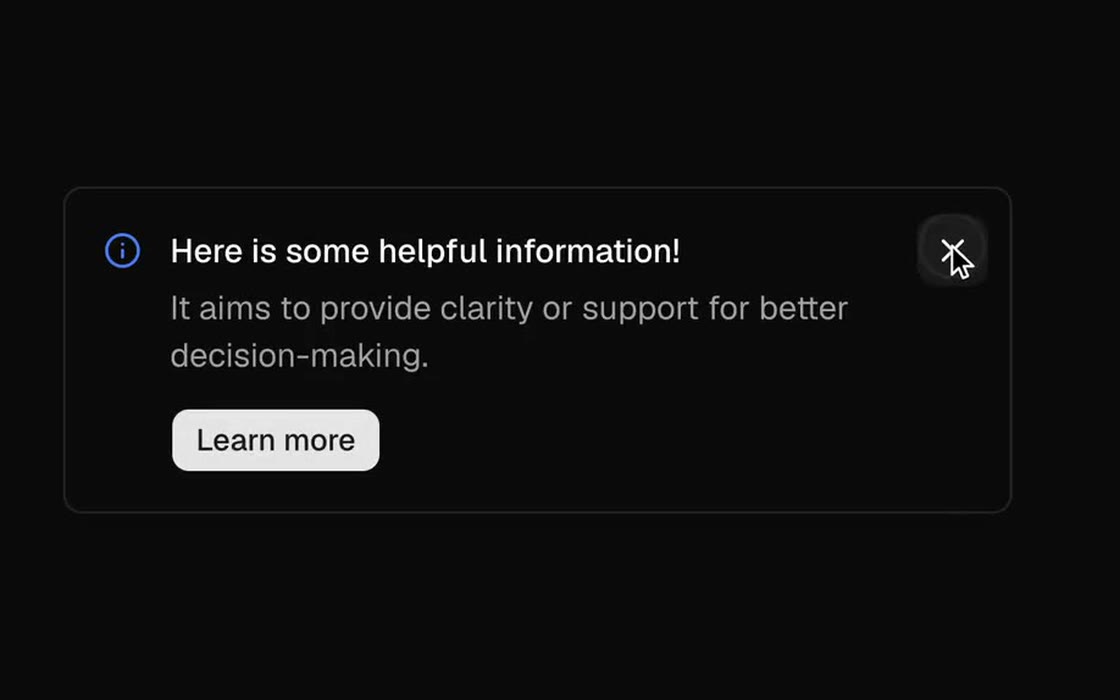 Here is some helpful information!
It aims to provide clarity or support for better
decision-making.
Learn more